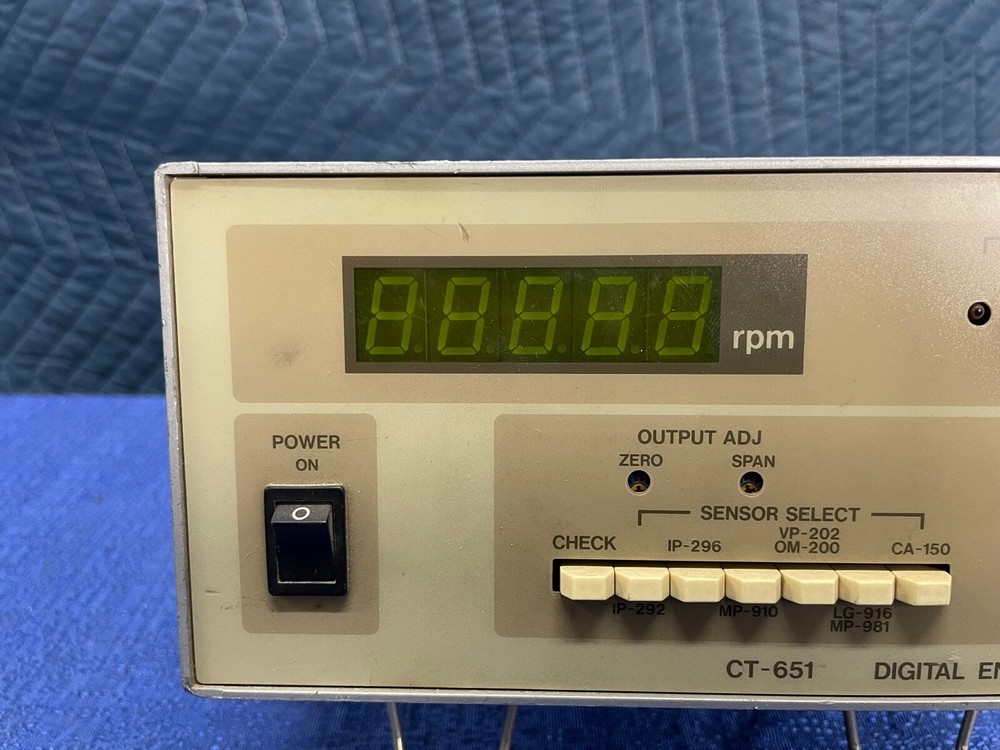 rpm
POWER
ON
O
OUTPUT ADJ
ZERO SPAN
SENSOR SELECT
CHECK IP-296 VP-202 OM-200 CA-150
IP-292 MP-910 LG-916 MP-981
CT-651 DIGITAL EN